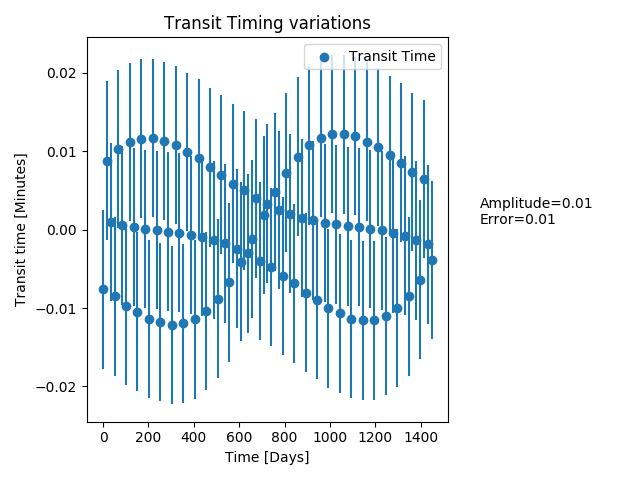 Transit Timing variations
Transit Time
0.02
0.01
0.00
−0.01
−0.02
Transit time [Minutes]
Amplitude=0.01
Error=0.01
0 200 400 600 800 1000 1200 1400
Time [Days]